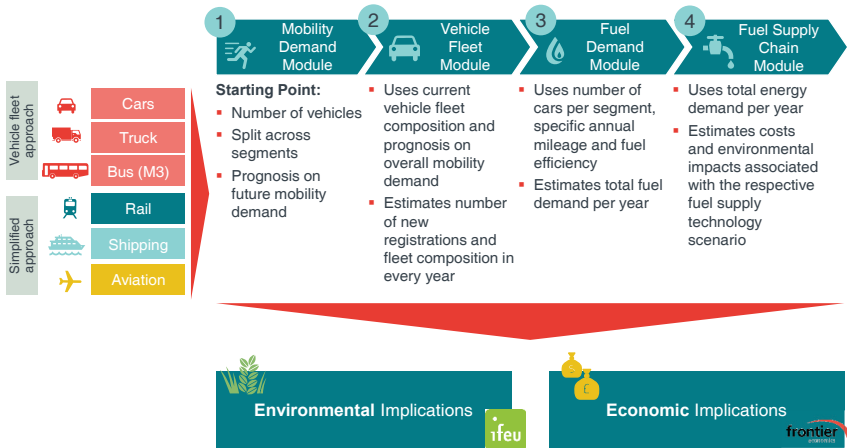 1
Mobility
Demand
Module
2
Vehicle
Fleet
Module
3
Fuel
Demand
Module
4
Fuel Supply
Chain
Module
Vehicle fleet
approach
Cars
Truck
Bus (M3)
Simplified
approach
Rail
Shipping
Aviation
Starting Point:
▪ Number of vehicles
▪ Split across
segments
▪ Prognosis on
future mobility
demand
▪ Uses current
vehicle fleet
composition and
prognosis on
overall mobility
demand
▪ Estimates number
of new
registrations and
fleet composition in
every year
▪ Uses number of
cars per segment,
specific annual
mileage and fuel
efficiency
▪ Estimates total fuel
demand per year
▪ Uses total energy
demand per year
▪ Estimates costs
and environmental
impacts associated
with the respective
fuel supply
technology
scenario
Environmental Implications
ifeu
$
£
Economic Implications
frontier
economics